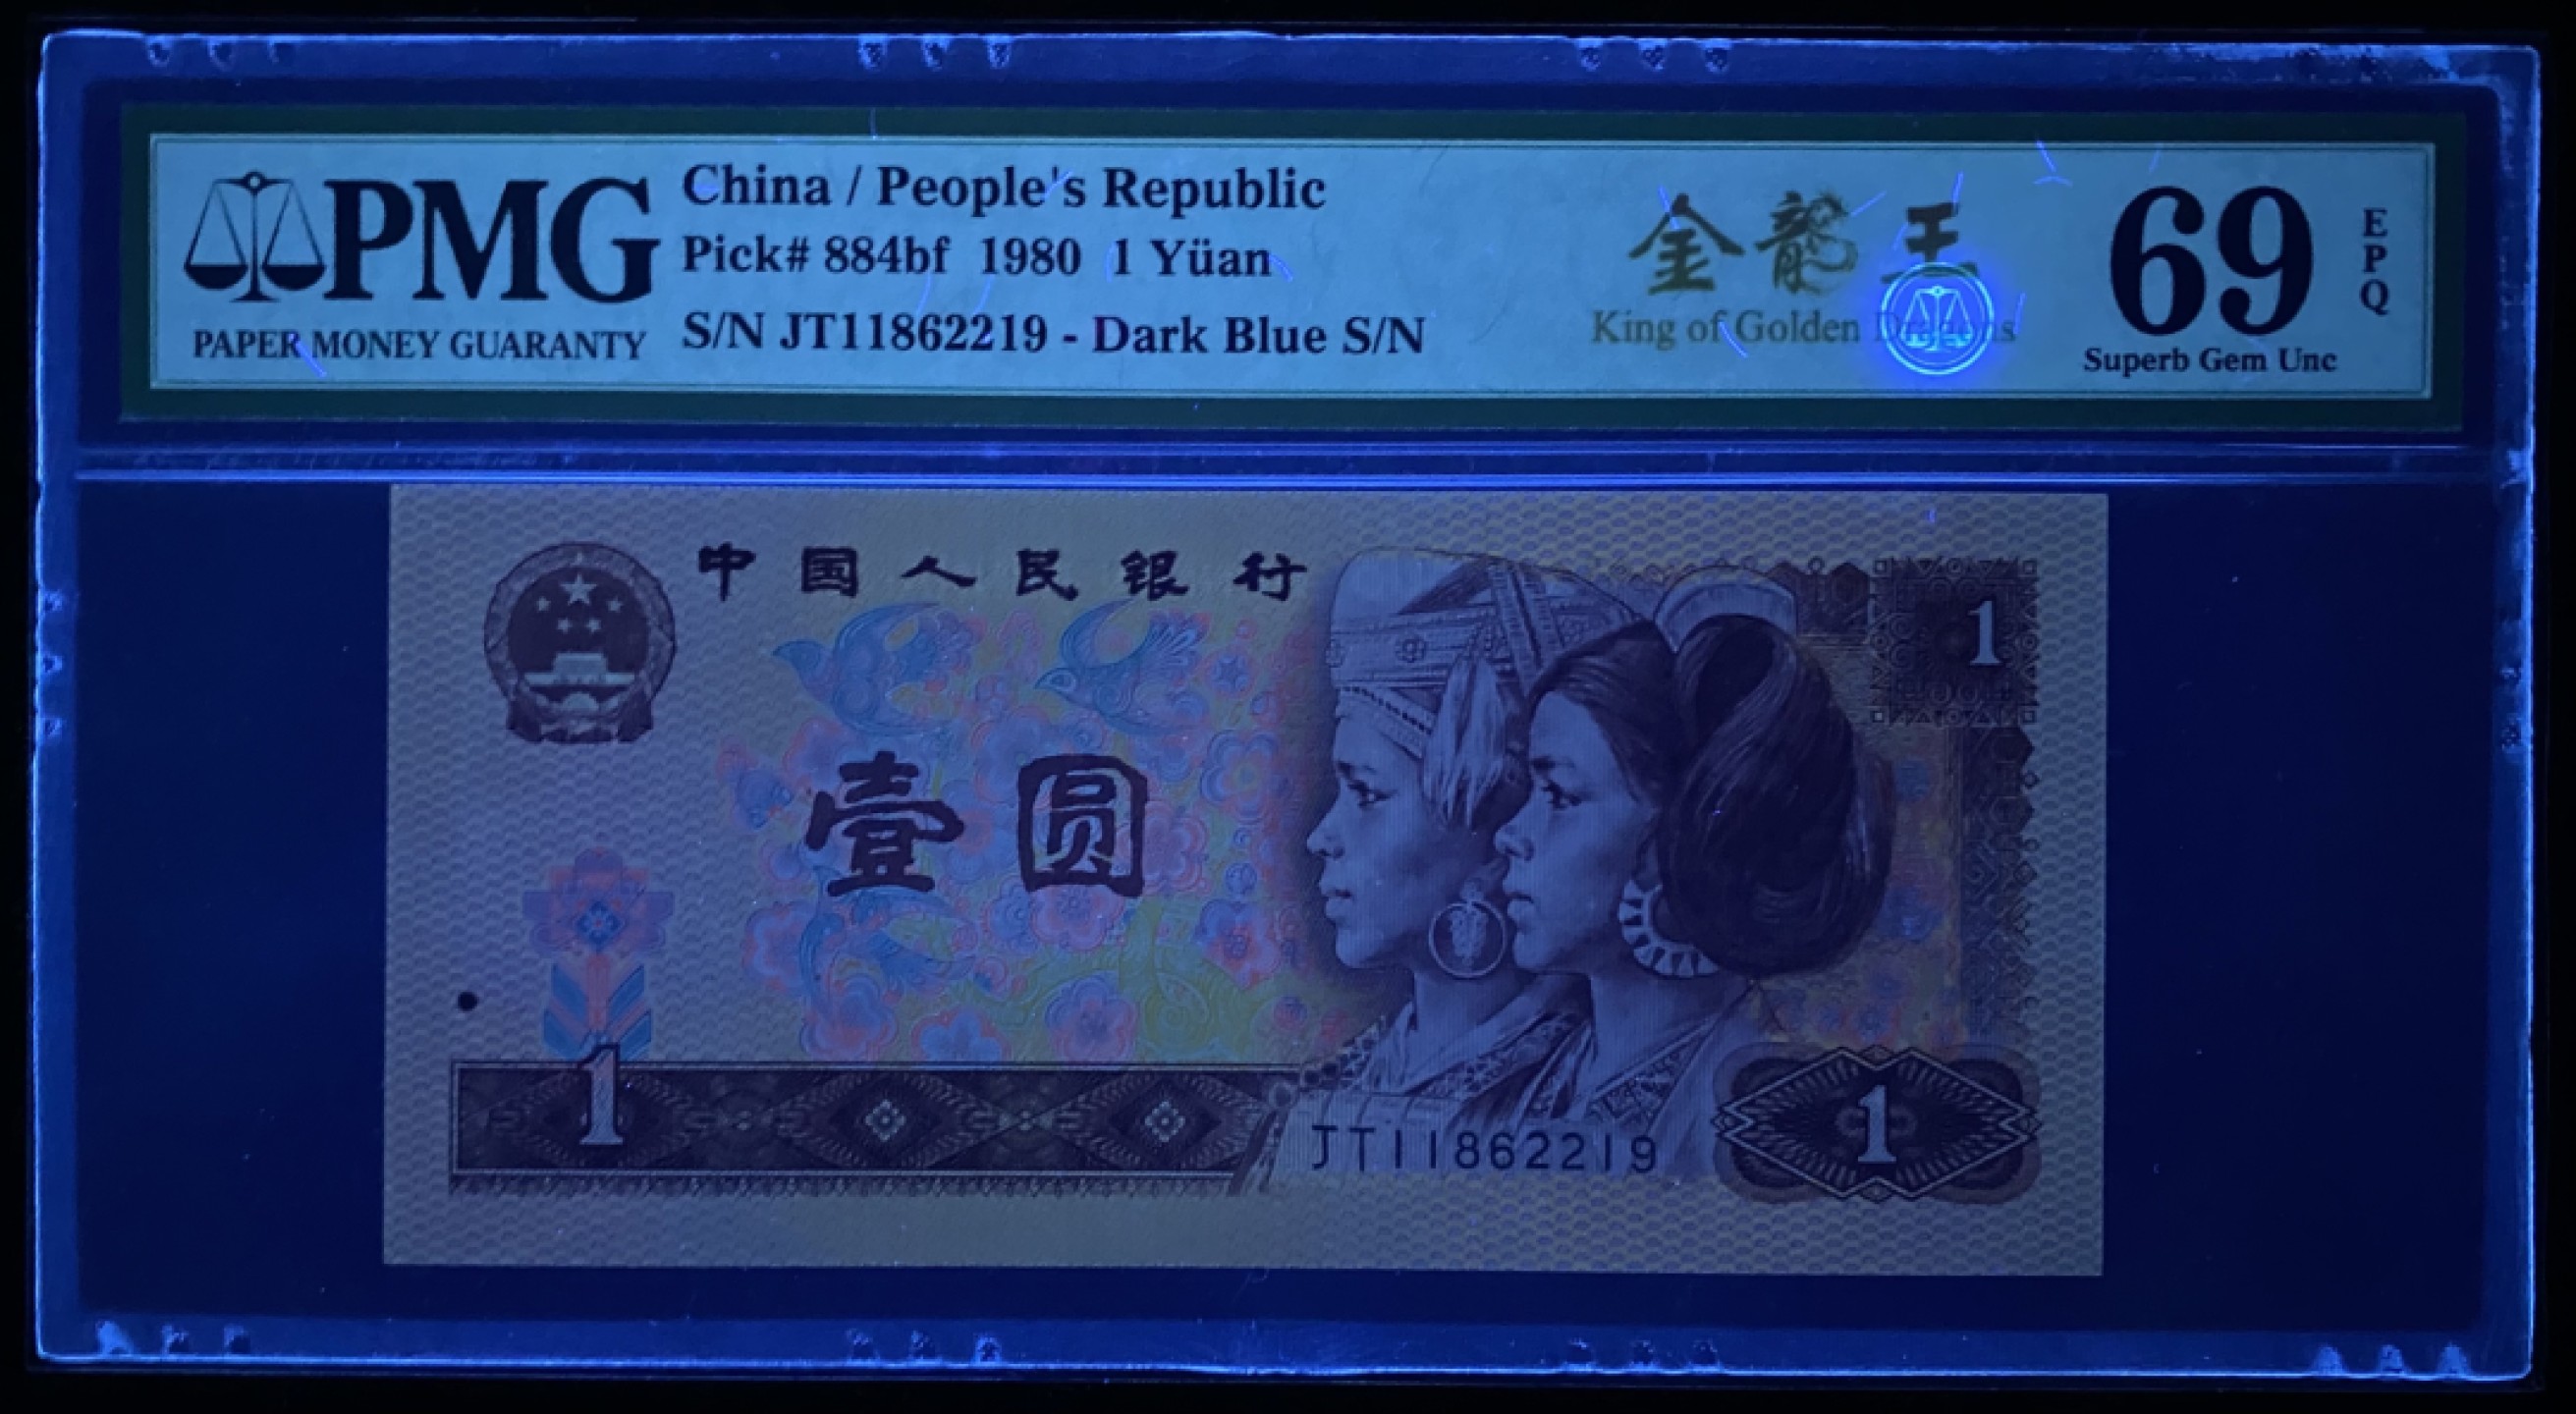 PMG
PAPER MONEY GUARANTY
China / People's Republic
Pick# 884bf 1980 1 Yüan
S/N JT11862219 - Dark Blue S/N
金龍王
King of Golden Dragons
69
EPQ
Superb Gem Unc
中国人民银行
1
壹圆
1
JT11862219
1